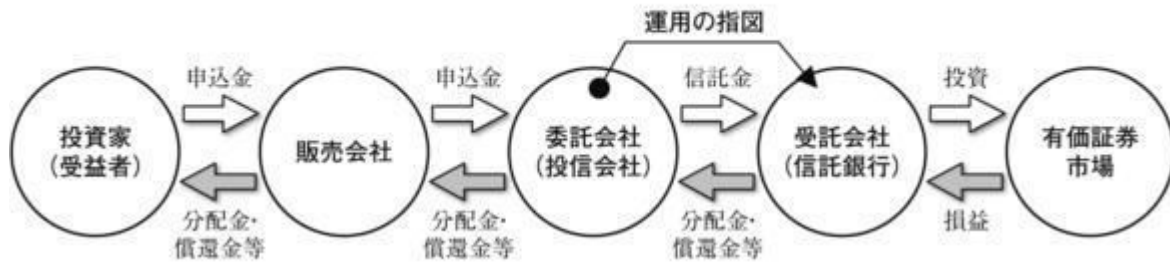 運用の指図
申込金
申込金
信託金
投資
投資家
(受益者)
販売会社
委託会社
(投信会社)
受託会社
(信託銀行)
有価証券
市場
分配金・
償還金等
分配金・
償還金等
分配金・
償還金等
損益